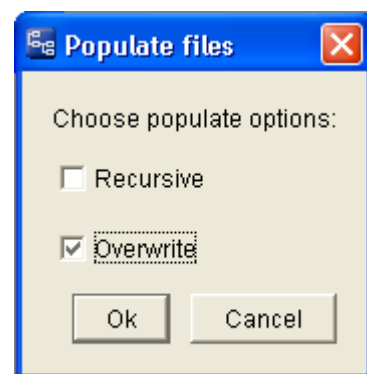 Populate files
Choose populate options:
Recursive
Overwrite
Ok Cancel